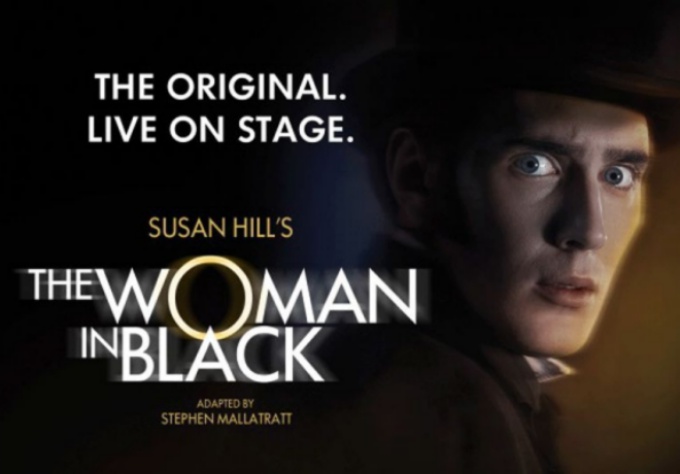 THE ORIGINAL.
LIVE ON STAGE.
SUSAN HILL'S
THE WOMAN
IN BLACK
ADAPTED BY
STEPHEN MALLATRATT